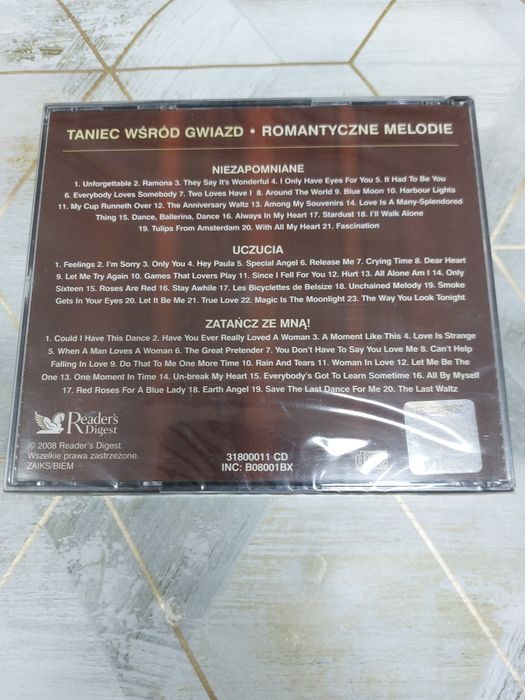 TANIEC WŚRÓD GWIAZD • ROMANTYCZNE MELODIE
NIEZAPOMNIANE
1. Unforgettable 2. Ramona 3. They Say It's Wonderful 4. I Only Have Eyes For You 5. It Had To Be You
6. Everybody Loves Somebody 7. Two Loves Have I 8. Around The World 9. Blue Moon 10. Harbour Lights
11. My Cup Runneth Over 12. The Anniversary Waltz 13. Among My Souvenirs 14. Love Is A Many-Splendored
Thing 15. Dance, Ballerina, Dance 16. Always In My Heart 17. Stardust 18. I'll Walk Alone
19. Tulips From Amsterdam 20. With All My Heart 21. Fascination
UCZUCIA
1. Feelings 2. I'm Sorry 3. Only You 4. Hey Paula 5. Special Angel 6. Release Me 7. Crying Time 8. Dear Heart
9. Let Me Try Again 10. Games That Lovers Play 11. Since I Fell For You 12. Hurt 13. All Alone Am I 14. Only
Sixteen 15. Roses Are Red 16. Stay Awhile 17. Les Bicyclettes de Belsize 18. Unchained Melody 19. Smoke
Gets In Your Eyes 20. Let It Be Me 21. True Love 22. Magic Is The Moonlight 23. The Way You Look Tonight
ZATAŃCZ ZE MNĄ!
1. Could I Have This Dance 2. Have You Ever Really Loved A Woman 3. A Moment Like This 4. Love Is Strange
5. When A Man Loves A Woman 6. The Great Pretender 7. You Don't Have To Say You Love Me 8. Can't Help
Falling In Love 9. Do That To Me One More Time 10. Rain And Tears 11. Woman In Love 12. Let Me Be The
One 13. One Moment In Time 14. Un-break My Heart 15. Everybody's Got To Learn Sometime 16. All By Myself
17. Red Roses For A Blue Lady 18. Earth Angel 19. Save The Last Dance For Me 20. The Last Waltz
Reader's
Digest
© 2008 Reader's Digest.
Wszelkie prawa zastrzeżone.
ZAIKS/BIEM
31800011 CD
INC: B08001BX